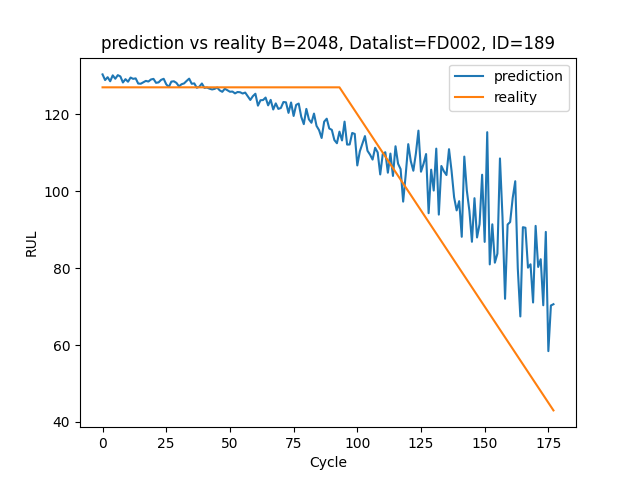 prediction vs reality B=2048, Datalist=FD002, ID=189
prediction
reality
RUL
120
100
80
60
40
0 25 50 75 100 125 150 175
Cycle